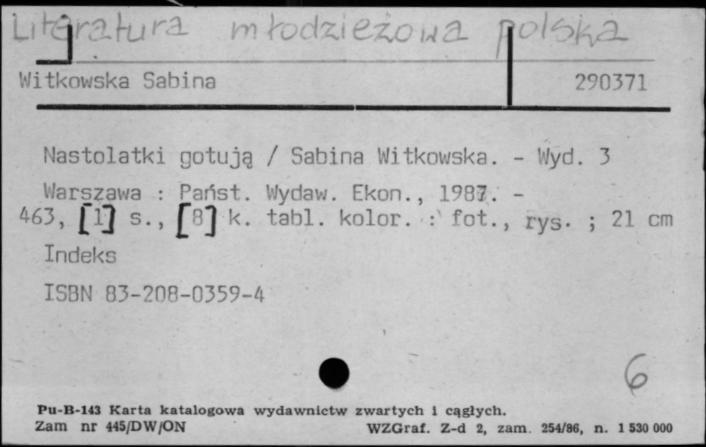 Literatura młodzieżowa polska
Witkowska Sabina 290371
Nastolatki gotują / Sabina Witkowska. - Wyd. 3
Warszawa : Państ. Wydaw. Ekon., 1987. -
463, [1] s., [8] k. tabl. kolor. : fot., rys. ; 21 cm
Indeks
ISBN 83-208-0359-4
6
Pu-B-143 Karta katalogowa wydawnictw zwartych i ciągłych.
Zam nr 445/DW/ON WZGraf. Z-d 2, zam. 254/86, n. 1 530 000